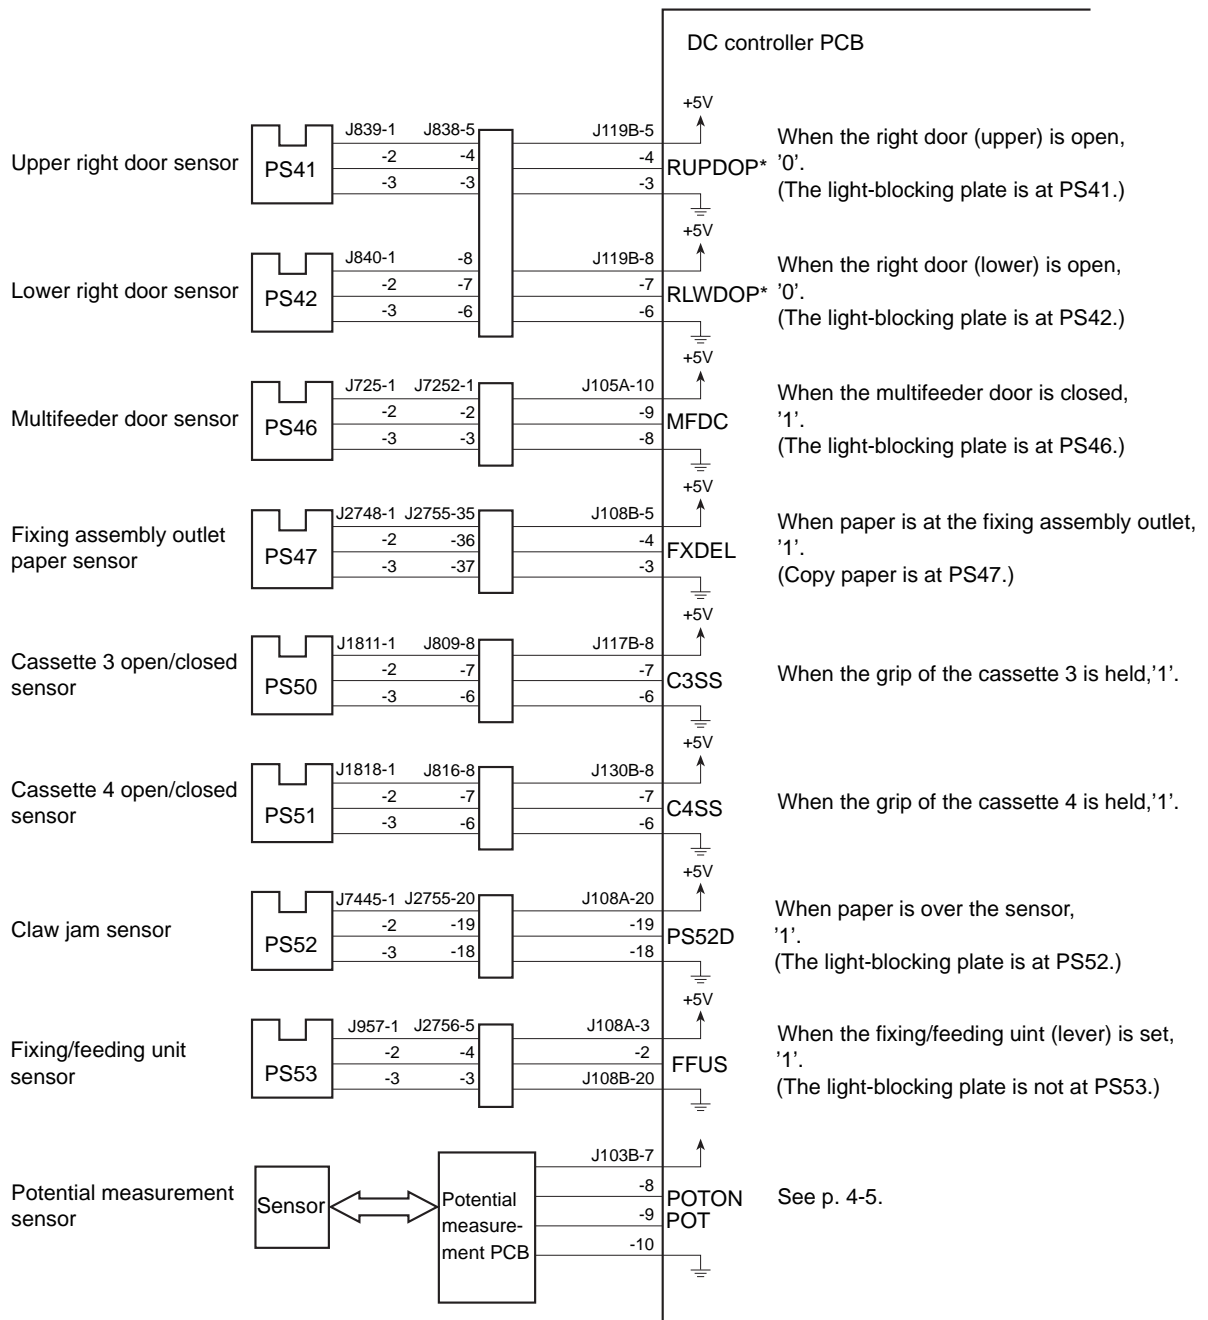 DC controller PCB
+5V
Upper right door sensor
PS41
J839-1 J838-5 J119B-5
-2 -4 -4
-3 -3 -3
RUPDOP*
When the right door (upper) is open,
'0'.
(The light-blocking plate is at PS41.)
+5V
Lower right door sensor
PS42
J840-1 -8 J119B-8
-2 -7 -7
-3 -6 -6
RLWDOP*
When the right door (lower) is open,
'0'.
(The light-blocking plate is at PS42.)
+5V
Multifeeder door sensor
PS46
J725-1 J7252-1 J105A-10
-2 -2 -9
-3 -3 -8
MFDC
When the multifeeder door is closed,
'1'.
(The light-blocking plate is at PS46.)
+5V
Fixing assembly outlet
paper sensor
PS47
J2748-1 J2755-35 J108B-5
-2 -36 -4
-3 -37 -3
FXDEL
When paper is at the fixing assembly outlet,
'1'.
(Copy paper is at PS47.)
+5V
Cassette 3 open/closed
sensor
PS50
J1811-1 J809-8 J117B-8
-2 -7 -7
-3 -6 -6
C3SS
When the grip of the cassette 3 is held,'1'.
+5V
Cassette 4 open/closed
sensor
PS51
J1818-1 J816-8 J130B-8
-2 -7 -7
-3 -6 -6
C4SS
When the grip of the cassette 4 is held,'1'.
+5V
Claw jam sensor
PS52
J7445-1 J2755-20 J108A-20
-2 -19 -19
-3 -18 -18
PS52D
When paper is over the sensor,
'1'.
(The light-blocking plate is at PS52.)
+5V
Fixing/feeding unit
sensor
PS53
J957-1 J2756-5 J108A-3
-2 -4 -2
-3 -3 J108B-20
FFUS
When the fixing/feeding uint (lever) is set,
'1'.
(The light-blocking plate is not at PS53.)
Potential measurement
sensor
Sensor
Potential
measure-
ment PCB
J103B-7
-8
-9
-10
POTON
POT
See p. 4-5.